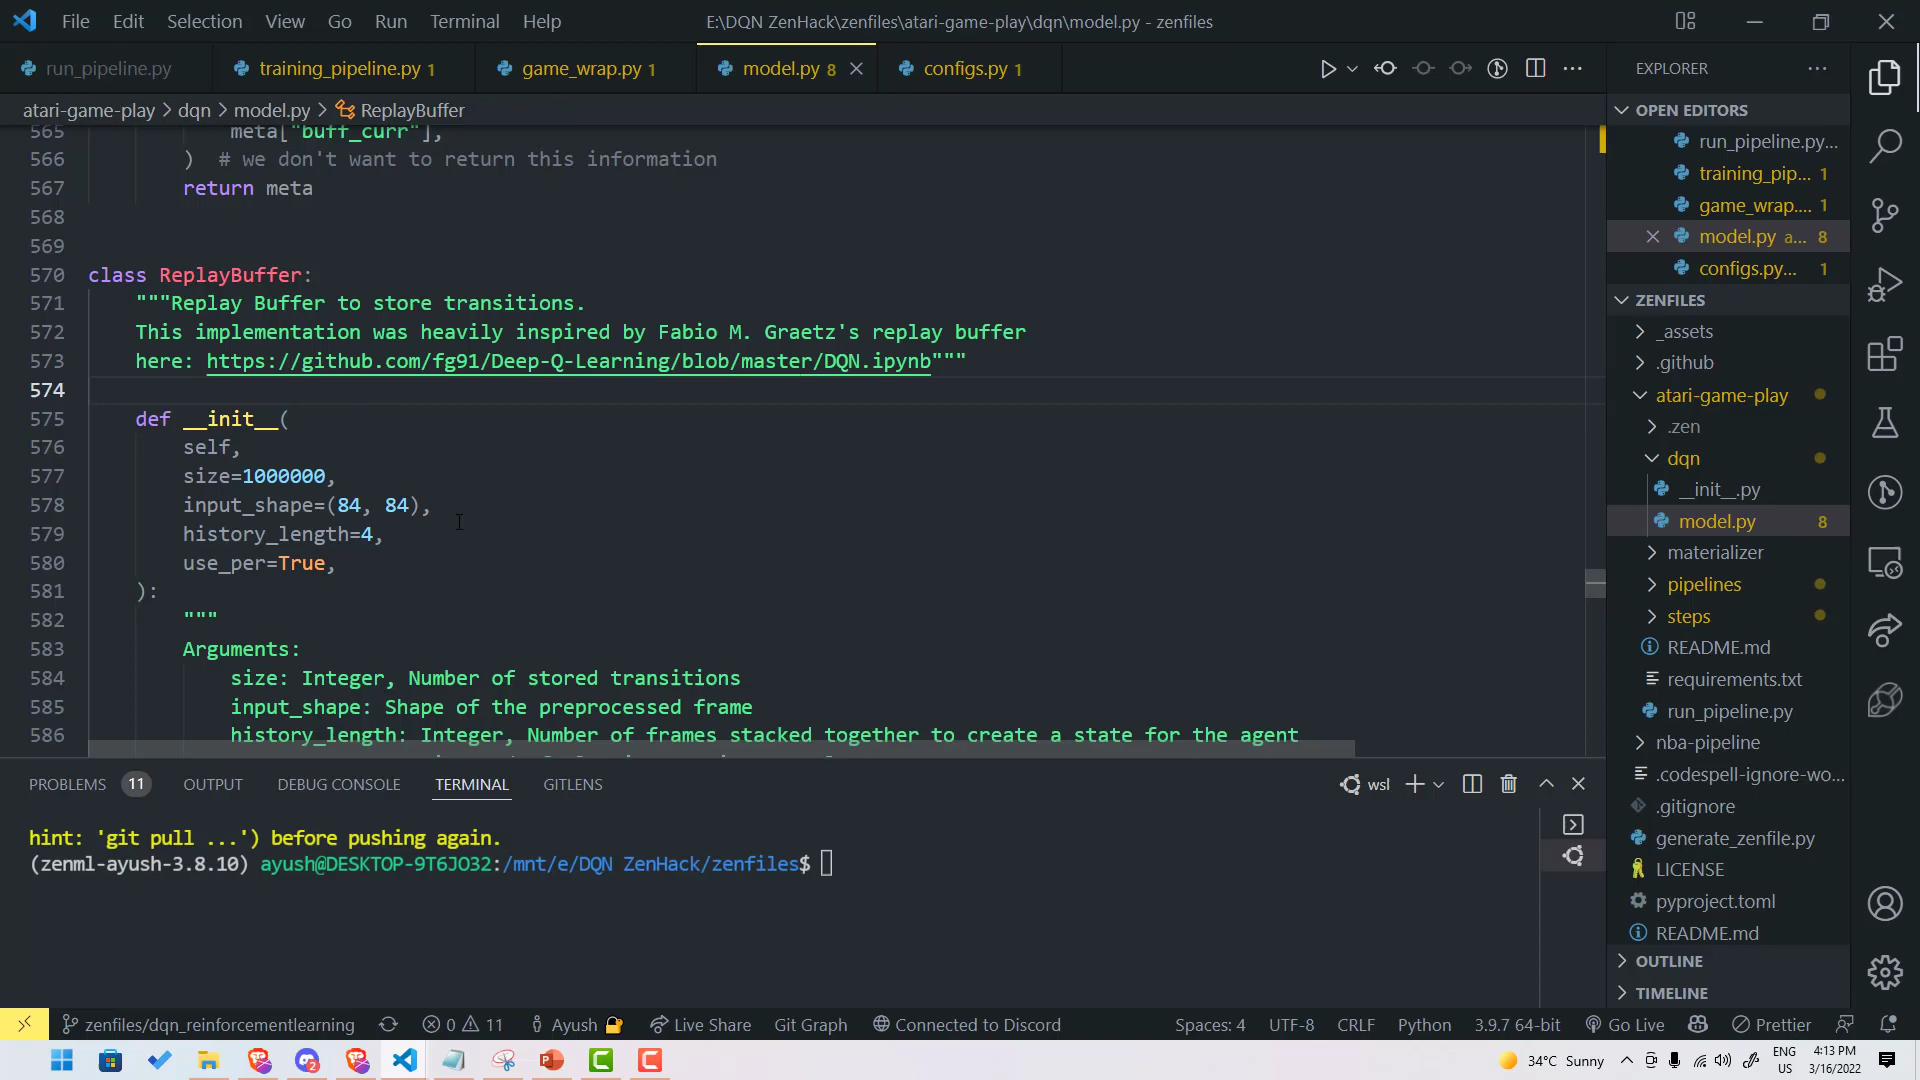 File Edit Selection View Go Run Terminal Help E:\DQN ZenHack\zenfiles\atari-game-play\dqn\model.py - zenfiles
run_pipeline.py training_pipeline.py 1 game_wrap.py 1 model.py 8 configs.py 1
atari-game-play > dqn > model.py > ReplayBuffer
565 meta["buff_curr"],
566 ) # we don't want to return this information
567 return meta
568
569
570 class ReplayBuffer:
571 """Replay Buffer to store transitions.
572 This implementation was heavily inspired by Fabio M. Graetz's replay buffer
573 here: https://github.com/fg91/Deep-Q-Learning/blob/master/DQN.ipynb"""
574
575 def __init__(
576 self,
577 size=1000000,
578 input_shape=(84, 84),
579 history_length=4,
580 use_per=True,
581 ):
582 """
583 Arguments:
584 size: Integer, Number of stored transitions
585 input_shape: Shape of the preprocessed frame
586 history_length: Integer, Number of frames stacked together to create a state for the agent
PROBLEMS 11 OUTPUT DEBUG CONSOLE TERMINAL GITLENS wsl
hint: 'git pull ...') before pushing again.
(zenml-ayush-3.8.10) ayush@DESKTOP-9T6JO32:/mnt/e/DQN ZenHack/zenfiles$
EXPLORER
OPEN EDITORS
run_pipeline.py...
training_pip... 1
game_wrap.... 1
model.py a... 8
configs.py... 1
ZENFILES
_assets
.github
atari-game-play
.zen
dqn
__init__.py
model.py 8
materializer
pipelines
steps
README.md
requirements.txt
run_pipeline.py
nba-pipeline
.codespell-ignore-wo...
.gitignore
generate_zenfile.py
LICENSE
pyproject.toml
README.md
OUTLINE
TIMELINE
zenfiles/dqn_reinforcementlearning 0 11 Ayush Live Share Git Graph Connected to Discord Spaces: 4 UTF-8 CRLF Python 3.9.7 64-bit Go Live Prettier
2 34°C Sunny ENG US 4:13 PM 3/16/2022